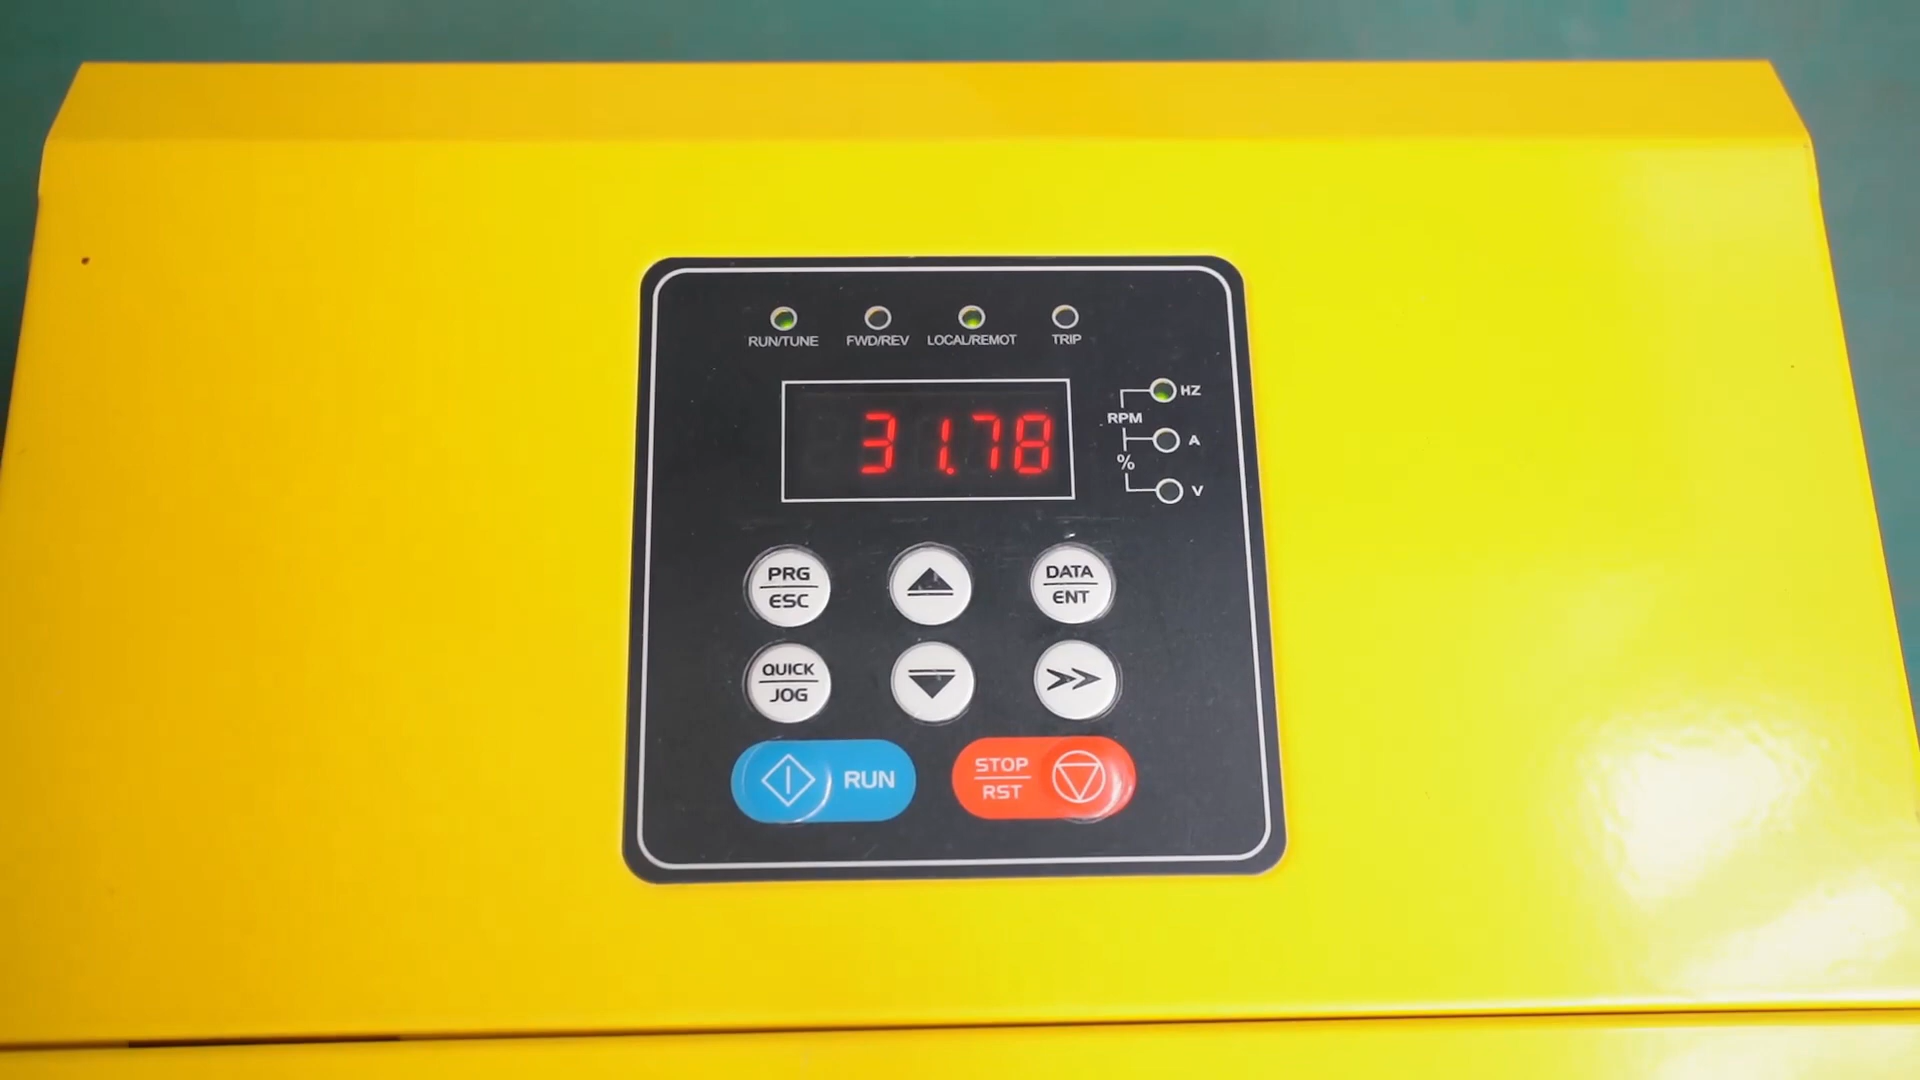 RUN/TUNE FWD/REV LOCAL/REMOT TRIP
31.78
HZ
RPM
A
%
V
PRG
ESC
DATA
ENT
QUICK
JOG
RUN
STOP
RST